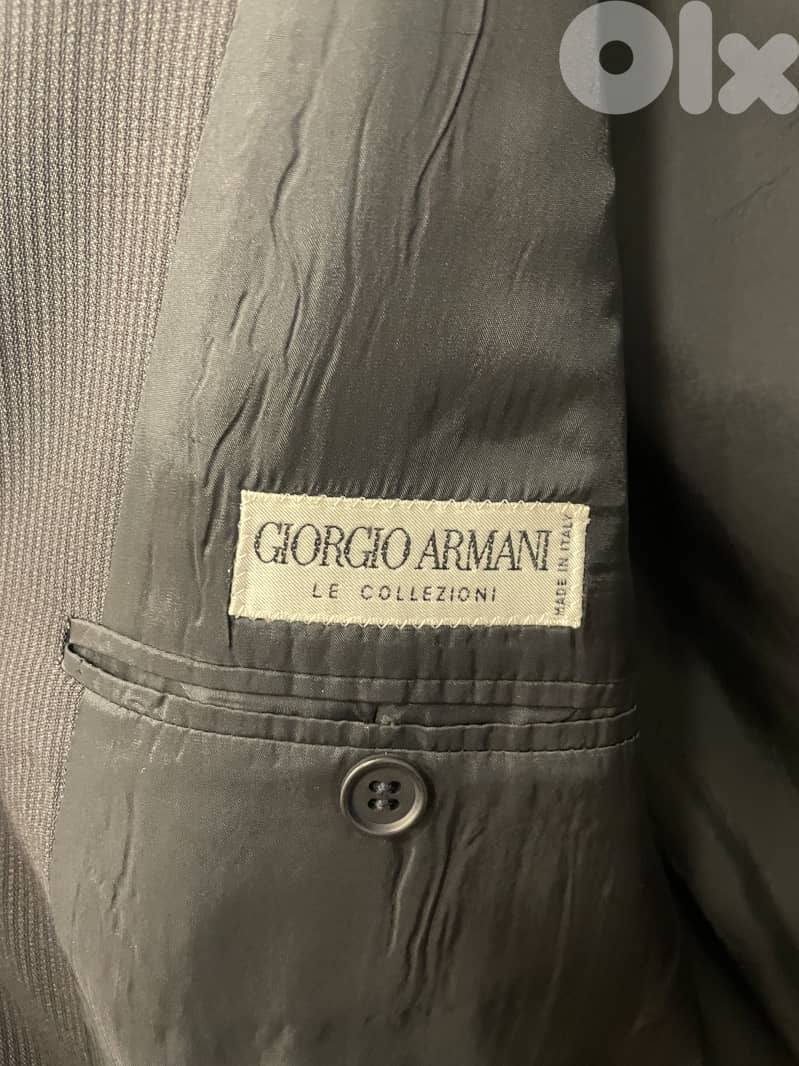 Olx
GIORGIO ARMANI
LE COLLEZIONI
MADE IN ITALY